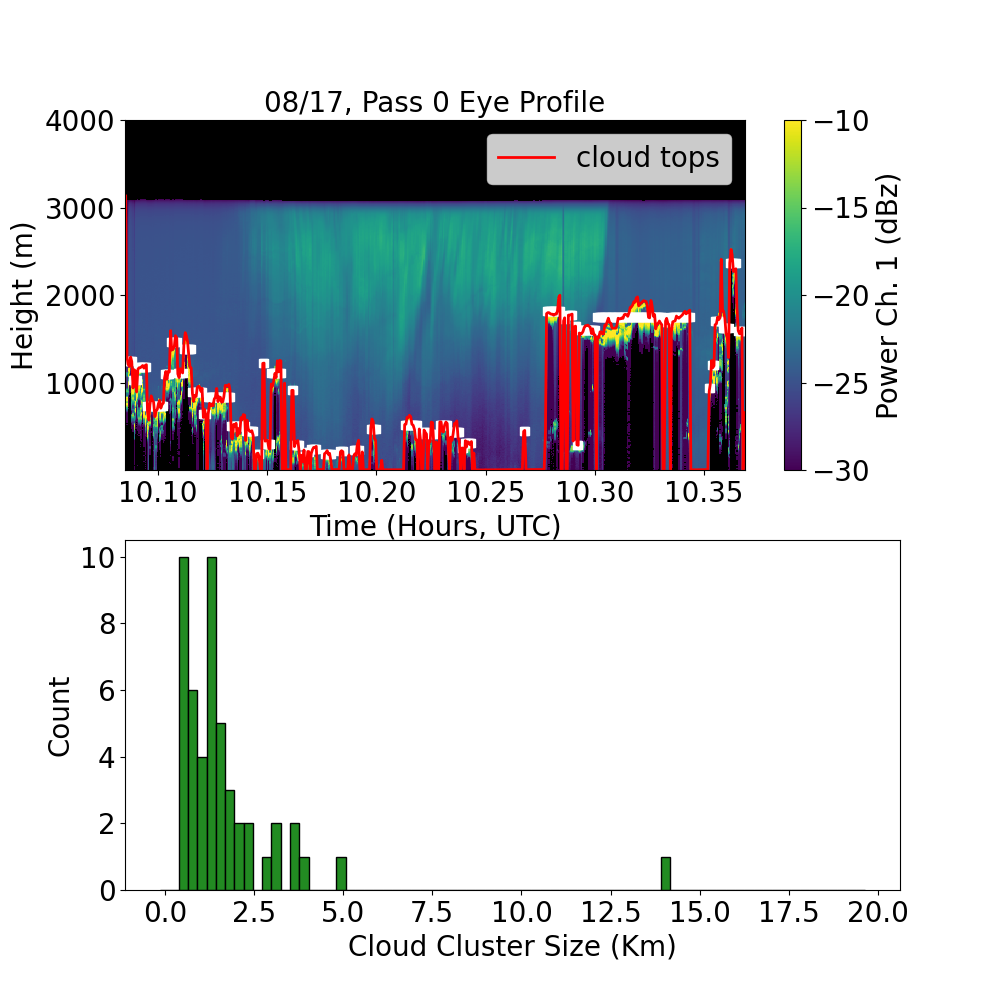 08/17, Pass 0 Eye Profile
4000
3000
2000
1000
Height (m)
cloud tops
10.10 10.15 10.20 10.25 10.30 10.35
Time (Hours, UTC)
−10
−15
−20
−25
−30
Power Ch. 1 (dBz)
10
8
6
4
2
0
Count
0.0 2.5 5.0 7.5 10.0 12.5 15.0 17.5 20.0
Cloud Cluster Size (Km)